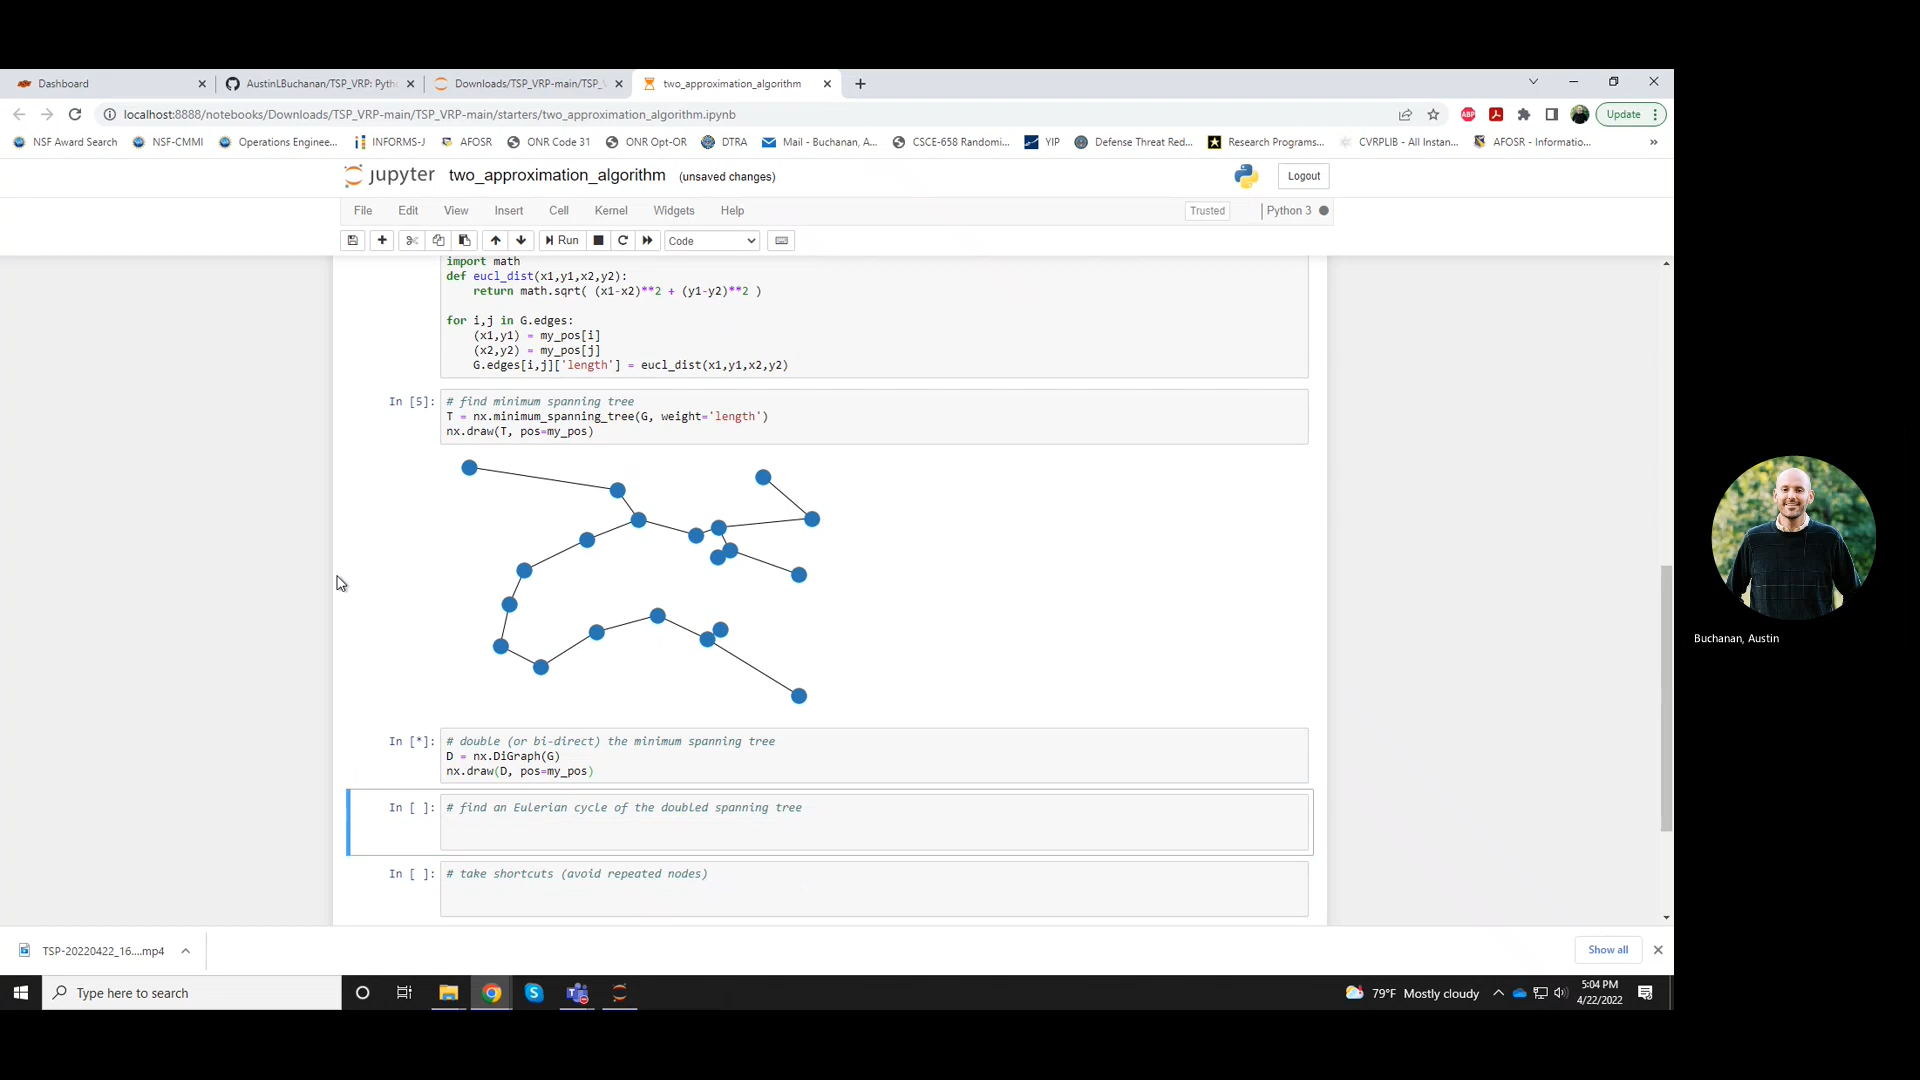 Dashboard
AustinLBuchanan/TSP_VRP: Pytho
Downloads/TSP_VRP-main/TSP_V
two_approximation_algorithm
localhost:8888/notebooks/Downloads/TSP_VRP-main/TSP_VRP-main/starters/two_approximation_algorithm.ipynb
ABP
Update
NSF Award Search
NSF-CMMI
Operations Enginee...
INFORMS-J
AFOSR
ONR Code 31
ONR Opt-OR
DTRA
Mail - Buchanan, A...
CSCE-658 Randomi...
YIP
Defense Threat Red...
Research Programs...
CVRPLIB - All Instan...
AFOSR - Informatio...
»
jupyter two_approximation_algorithm (unsaved changes)
Logout
File Edit View Insert Cell Kernel Widgets Help
Trusted
Python 3
Run
Code
import math
def eucl_dist(x1,y1,x2,y2):
return math.sqrt( (x1-x2)**2 + (y1-y2)**2 )
for i,j in G.edges:
(x1,y1) = my_pos[i]
(x2,y2) = my_pos[j]
G.edges[i,j]['length'] = eucl_dist(x1,y1,x2,y2)
In [5]: # find minimum spanning tree
T = nx.minimum_spanning_tree(G, weight='length')
nx.draw(T, pos=my_pos)
In [*]: # double (or bi-direct) the minimum spanning tree
D = nx.DiGraph(G)
nx.draw(D, pos=my_pos)
In [ ]: # find an Eulerian cycle of the doubled spanning tree
In [ ]: # take shortcuts (avoid repeated nodes)
Buchanan, Austin
TSP-20220422_16....mp4
Show all
Type here to search
79°F Mostly cloudy
5:04 PM
4/22/2022